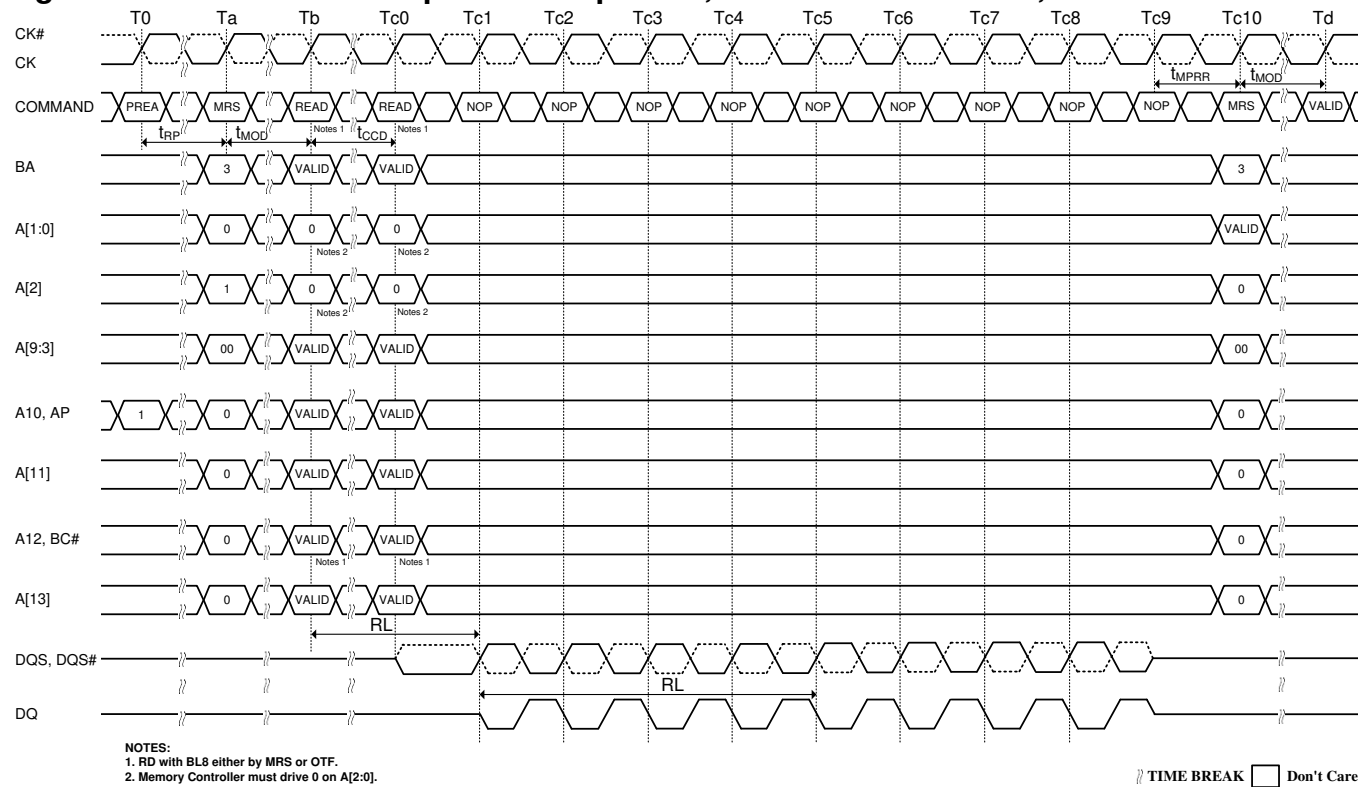 T0 Ta Tb Tc0 Tc1 Tc2 Tc3 Tc4 Tc5 Tc6 Tc7 Tc8 Tc9 Tc10 Td
CK#
CK
tMPRR tMOD
COMMAND PREA MRS READ READ NOP NOP NOP NOP NOP NOP NOP NOP NOP MRS VALID
Notes 1 Notes 1
tRP tMOD tCCD
BA 3 VALID VALID 3
A[1:0] 0 0 0 VALID
Notes 2 Notes 2
A[2] 1 0 0 0
Notes 2 Notes 2
A[9:3] 00 VALID VALID 00
A10, AP 1 0 VALID VALID 0
A[11] 0 VALID VALID 0
A12, BC# 0 VALID VALID 0
Notes 1 Notes 1
A[13] 0 VALID VALID 0
RL
DQS, DQS#
RL
DQ
NOTES:
1. RD with BL8 either by MRS or OTF.
2. Memory Controller must drive 0 on A[2:0].
TIME BREAK Don't Care